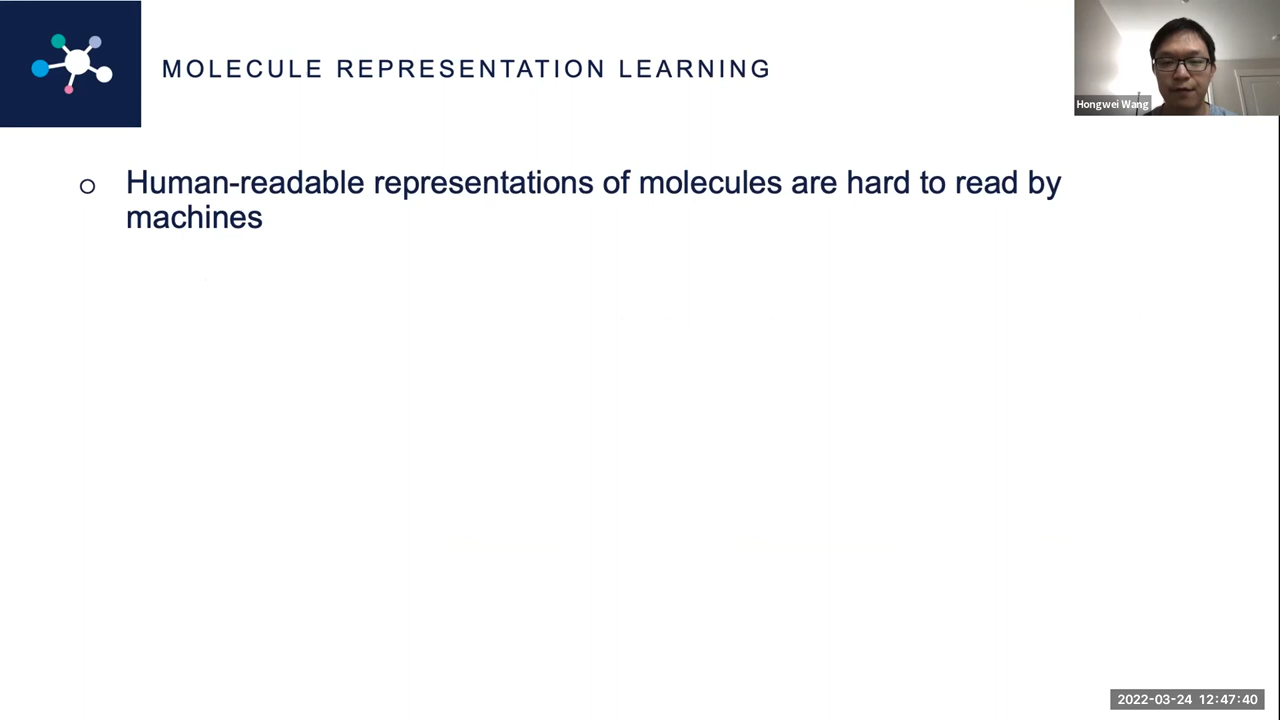 MOLECULE REPRESENTATION LEARNING
Hongwei Wang
Human-readable representations of molecules are hard to read by
machines
2022-03-24 12:47:40